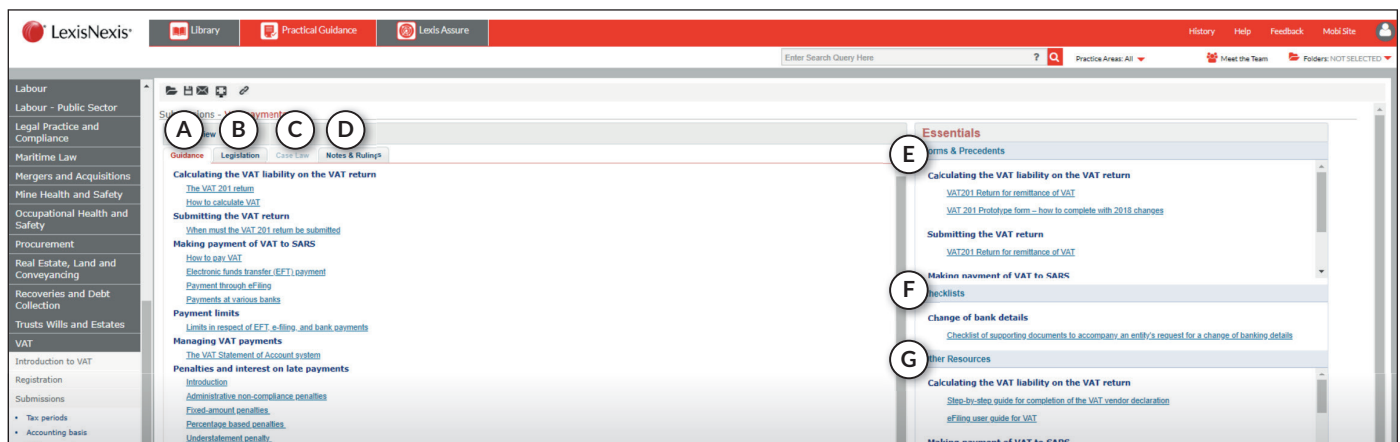 LexisNexis®
Library
Practical Guidance
Lexis Assure
History Help Feedback Mobi Site
Enter Search Query Here ?
Practice Areas: All
Meet the Team
Folders: NOT SELECTED
Labour
Labour - Public Sector
Legal Practice and
Compliance
Maritime Law
Mergers and Acquisitions
Mine Health and Safety
Occupational Health and
Safety
Procurement
Real Estate, Land and
Conveyancing
Recoveries and Debt
Collection
Trusts Wills and Estates
VAT
Introduction to VAT
Registration
Submissions
• Tax periods
• Accounting basis
A B C D
Guidance Legislation Case Law Notes & Rulings
Calculating the VAT liability on the VAT return
The VAT 201 return
How to calculate VAT
Submitting the VAT return
When must the VAT 201 return be submitted
Making payment of VAT to SARS
How to pay VAT
Electronic funds transfer (EFT) payment
Payment through eFiling
Payments at various banks
Payment limits
Limits in respect of EFT, e-filing, and bank payments
Managing VAT payments
The VAT Statement of Account system
Penalties and interest on late payments
Introduction
Administrative non-compliance penalties
Fixed-amount penalties
Percentage based penalties
Understatement penalty
Essentials
E
orms & Precedents
Calculating the VAT liability on the VAT return
VAT201 Return for remittance of VAT
VAT 201 Prototype form – how to complete with 2018 changes
Submitting the VAT return
VAT201 Return for remittance of VAT
Making payment of VAT to SARS
F
hecklists
Change of bank details
Checklist of supporting documents to accompany an entity's request for a change of banking details
G
ther Resources
Calculating the VAT liability on the VAT return
Step-by-step guide for completion of the VAT vendor declaration
eFiling user guide for VAT
Making payment of VAT to SARS